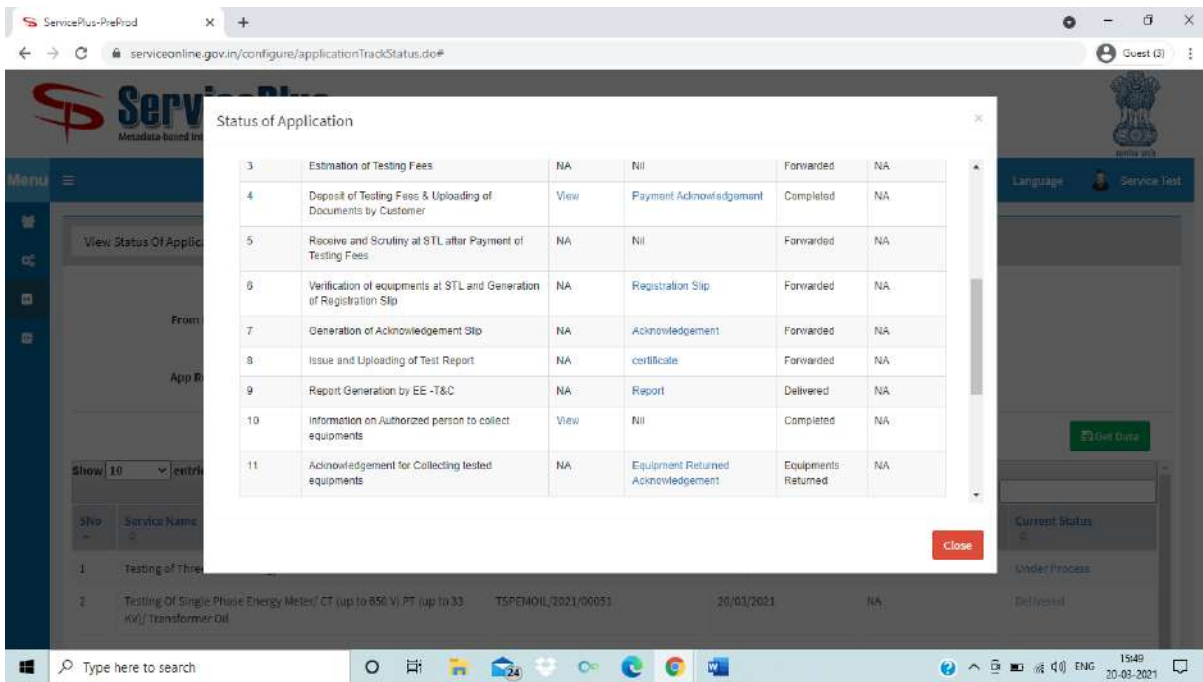 ServicePlus-PreProd
serviceonline.gov.in/configure/applicationTrackStatus.do#
Guest (3)
Metadata-based Int
Status of Application
Menu
Language
Service Test
3 Estimation of Testing Fees NA Nil Forwarded NA
4 Deposit of Testing Fees & Uploading of NA View Payment Acknowledgement Completed NA
Documents by Customer
View Status Of Applic
5 Receive and Scrutiny at STL after Payment of NA Nil Forwarded NA
Testing Fees
6 Verification of equipments at STL and Generation NA Registration Slip Forwarded NA
of Registration Slip
From
7 Generation of Acknowledgement Slip NA Acknowledgement Forwarded NA
8 Issue and Uploading of Test Report NA certificate Forwarded NA
App R
9 Report Generation by EE -T&C NA Report Delivered NA
10 Information on Authorized person to collect View Nil Completed NA
equipments
Get Data
Show 10 entri
11 Acknowledgement for Collecting tested NA Equipment Returned Equipments NA
equipments Acknowledgement Returned
SNo Service Name Current Status
Close
1 Testing of Three Under Process
2 Testing Of Single Phase Energy Meter/ CT (up to 650 V) PT (up to 33 TSPEMOIL/2021/00051 20/03/2021 NA Delivered
KV)/ Transformer Oil
Type here to search
24
ENG
15:49
20-03-2021